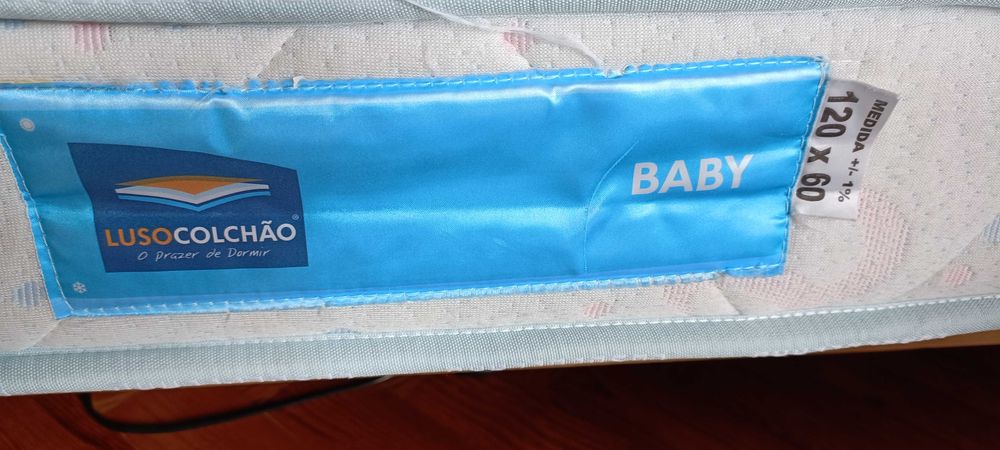 LUSOCOLCHÃO®
O Prazer de Dormir
BABY
MEDIDA +/- 1%
120 X 60